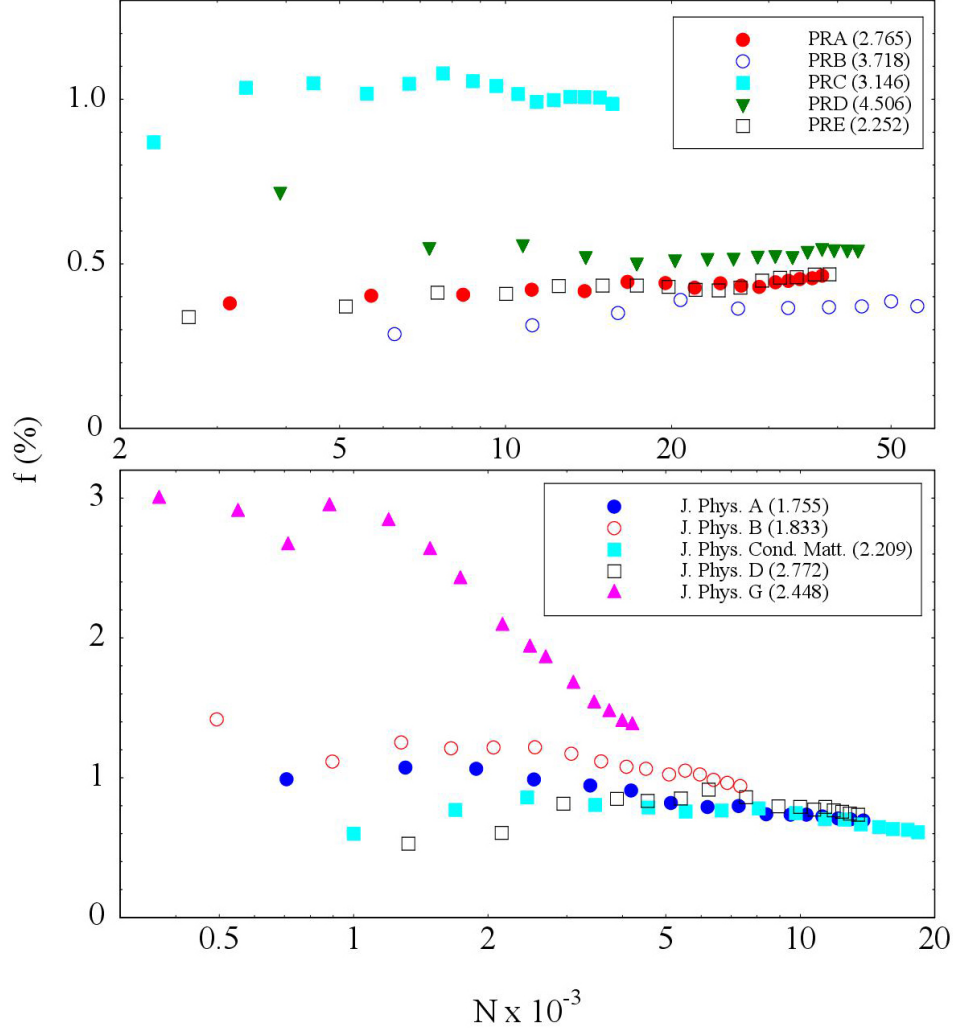 PRA (2.765)
PRB (3.718)
PRC (3.146)
PRD (4.506)
PRE (2.252)
1.0
0.5
0
2 5 10 20 50
f (%)
J. Phys. A (1.755)
J. Phys. B (1.833)
J. Phys. Cond. Matt. (2.209)
J. Phys. D (2.772)
J. Phys. G (2.448)
3
2
1
0
0.5 1 2 5 10 20
N x 10⁻³